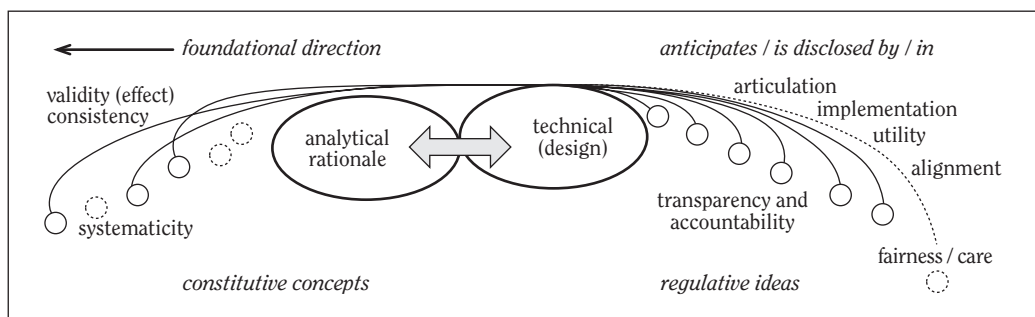 foundational direction
anticipates / is disclosed by / in
validity (effect)
consistency
articulation
implementation
utility
alignment
analytical
rationale
technical
(design)
systematicity
transparency and
accountability
fairness / care
constitutive concepts
regulative ideas